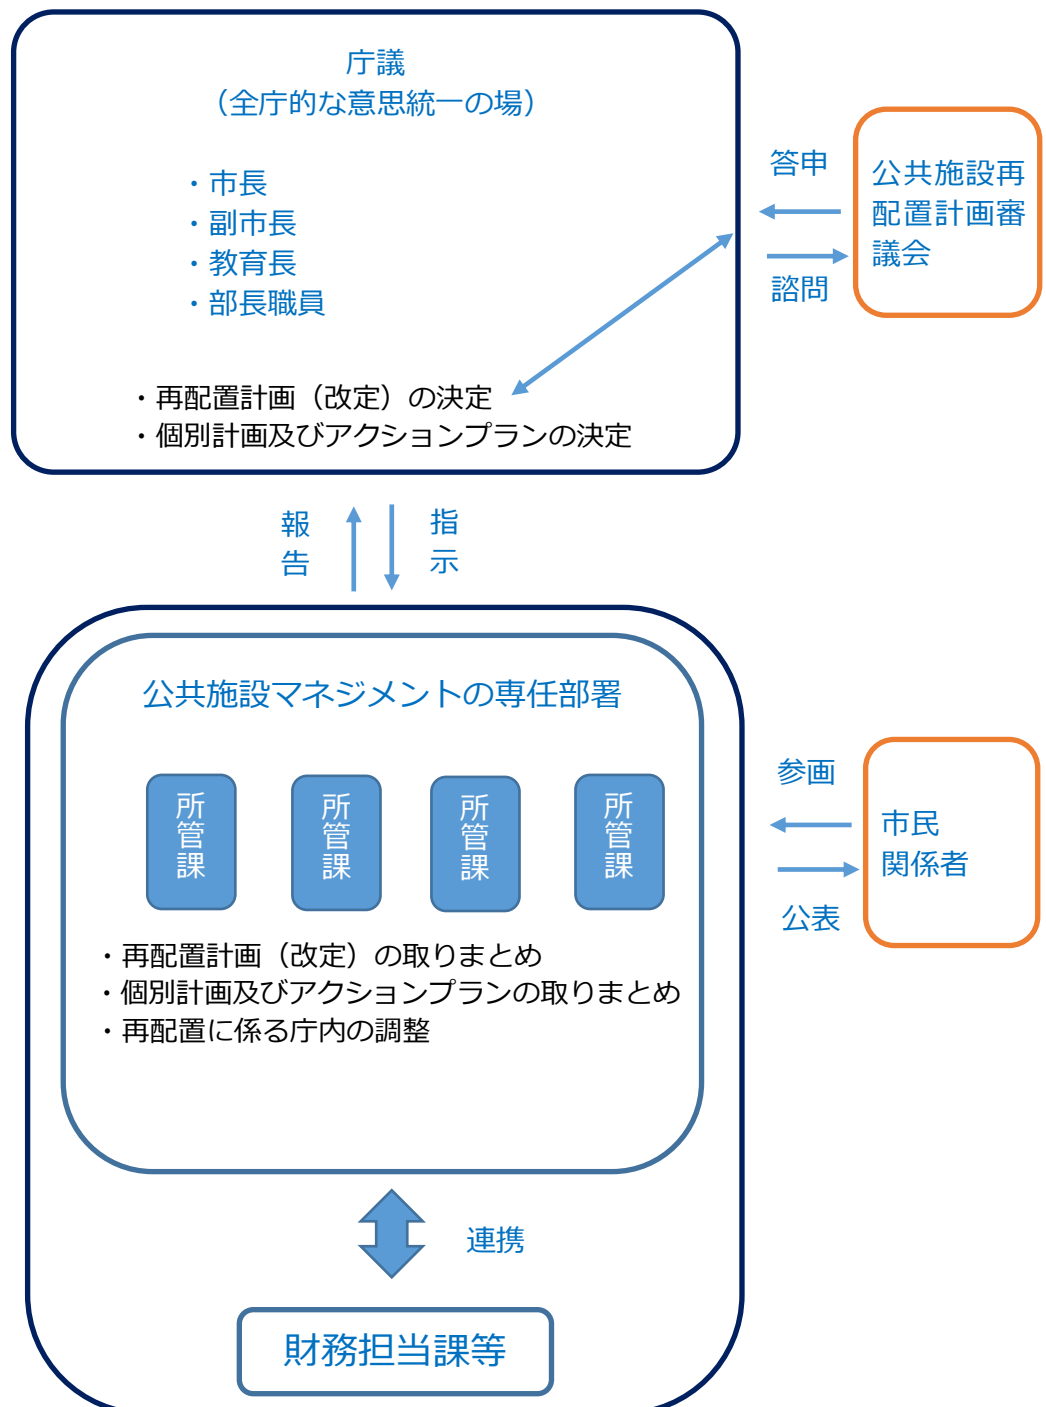 庁議
（全庁的な意思統一の場）
・市長
・副市長
・教育長
・部長職員
・再配置計画（改定）の決定
・個別計画及びアクションプランの決定
答申
諮問
公共施設再
配置計画審
議会
報告
指示
公共施設マネジメントの専任部署
所管課
所管課
所管課
所管課
・再配置計画（改定）の取りまとめ
・個別計画及びアクションプランの取りまとめ
・再配置に係る庁内の調整
参画
公表
市民
関係者
連携
財務担当課等